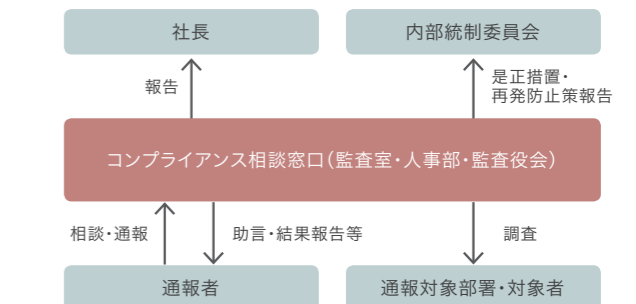 社長
内部統制委員会
報告
是正措置・
再発防止策報告
コンプライアンス相談窓口（監査室・人事部・監査役会）
相談・通報
助言・結果報告等
調査
通報者
通報対象部署・対象者